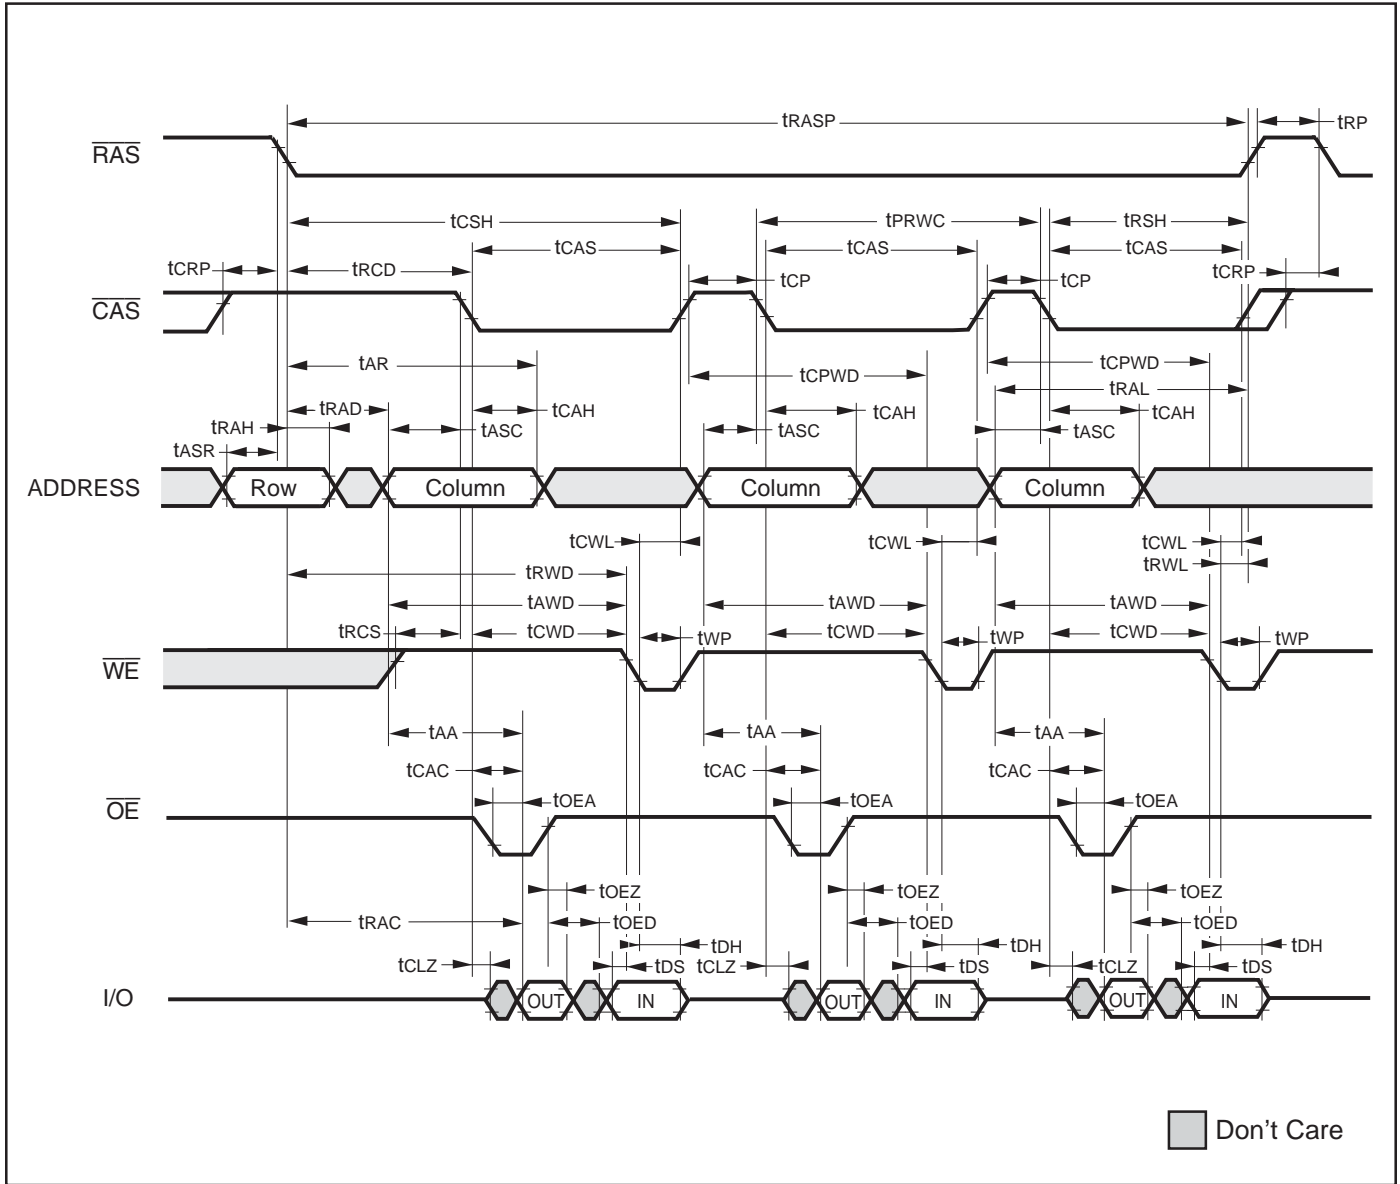 tRASP
tRP
RAS
tCSH
tPRWC
tRSH
tCAS
tCAS
tCAS
tCRP
tRCD
tCRP
tCP
tCP
CAS
tAR
tCPWD
tCPWD
tRAL
tRAD
tCAH
tCAH
tCAH
tRAH
tASC
tASC
tASC
tASR
ADDRESS
Row
Column
Column
Column
tCWL
tCWL
tCWL
tRWL
tRWD
tAWD
tAWD
tAWD
tRCS
tCWD
tWP
tCWD
tWP
tCWD
tWP
WE
tAA
tAA
tAA
tCAC
tCAC
tCAC
tOEA
tOEA
tOEA
OE
tOEZ
tOEZ
tOEZ
tRAC
tOED
tOED
tOED
tDH
tDH
tDH
tCLZ
tDS
tCLZ
tDS
tCLZ
tDS
I/O
OUT
IN
OUT
IN
OUT
IN
Don't Care